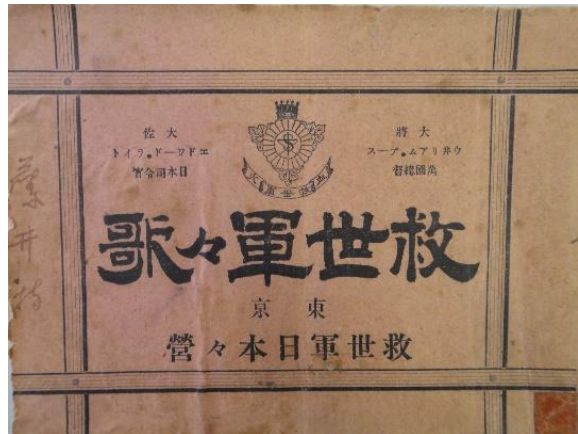 大將
ウ井リアム・ブース
萬國總督
大佐
エドワード・ライト
日本司令官
救世軍々歌
東京
救世軍日本々營